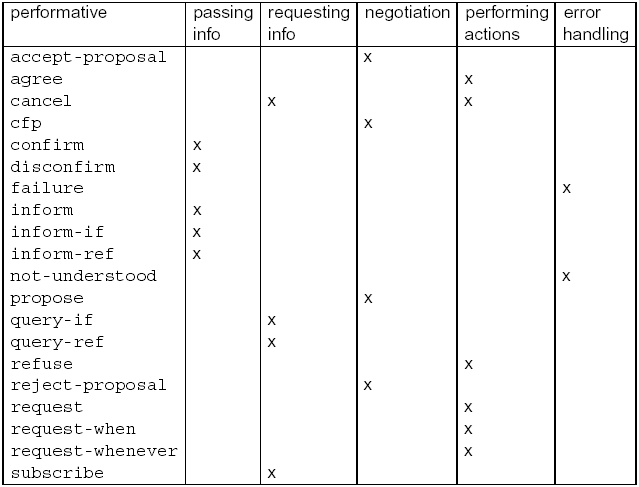 performative passing info requesting info negotiation performing actions error handling
accept-proposal x
agree x
cancel x x
cfp x
confirm x
disconfirm x
failure x
inform x
inform-if x
inform-ref x
not-understood x
propose x
query-if x
query-ref x
refuse x
reject-proposal x
request x
request-when x
request-whenever x
subscribe x